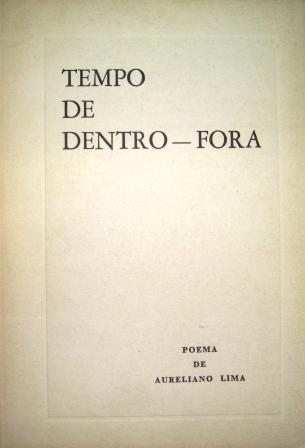 TEMPO
DE
DENTRO — FORA
POEMA
DE
AURELIANO LIMA